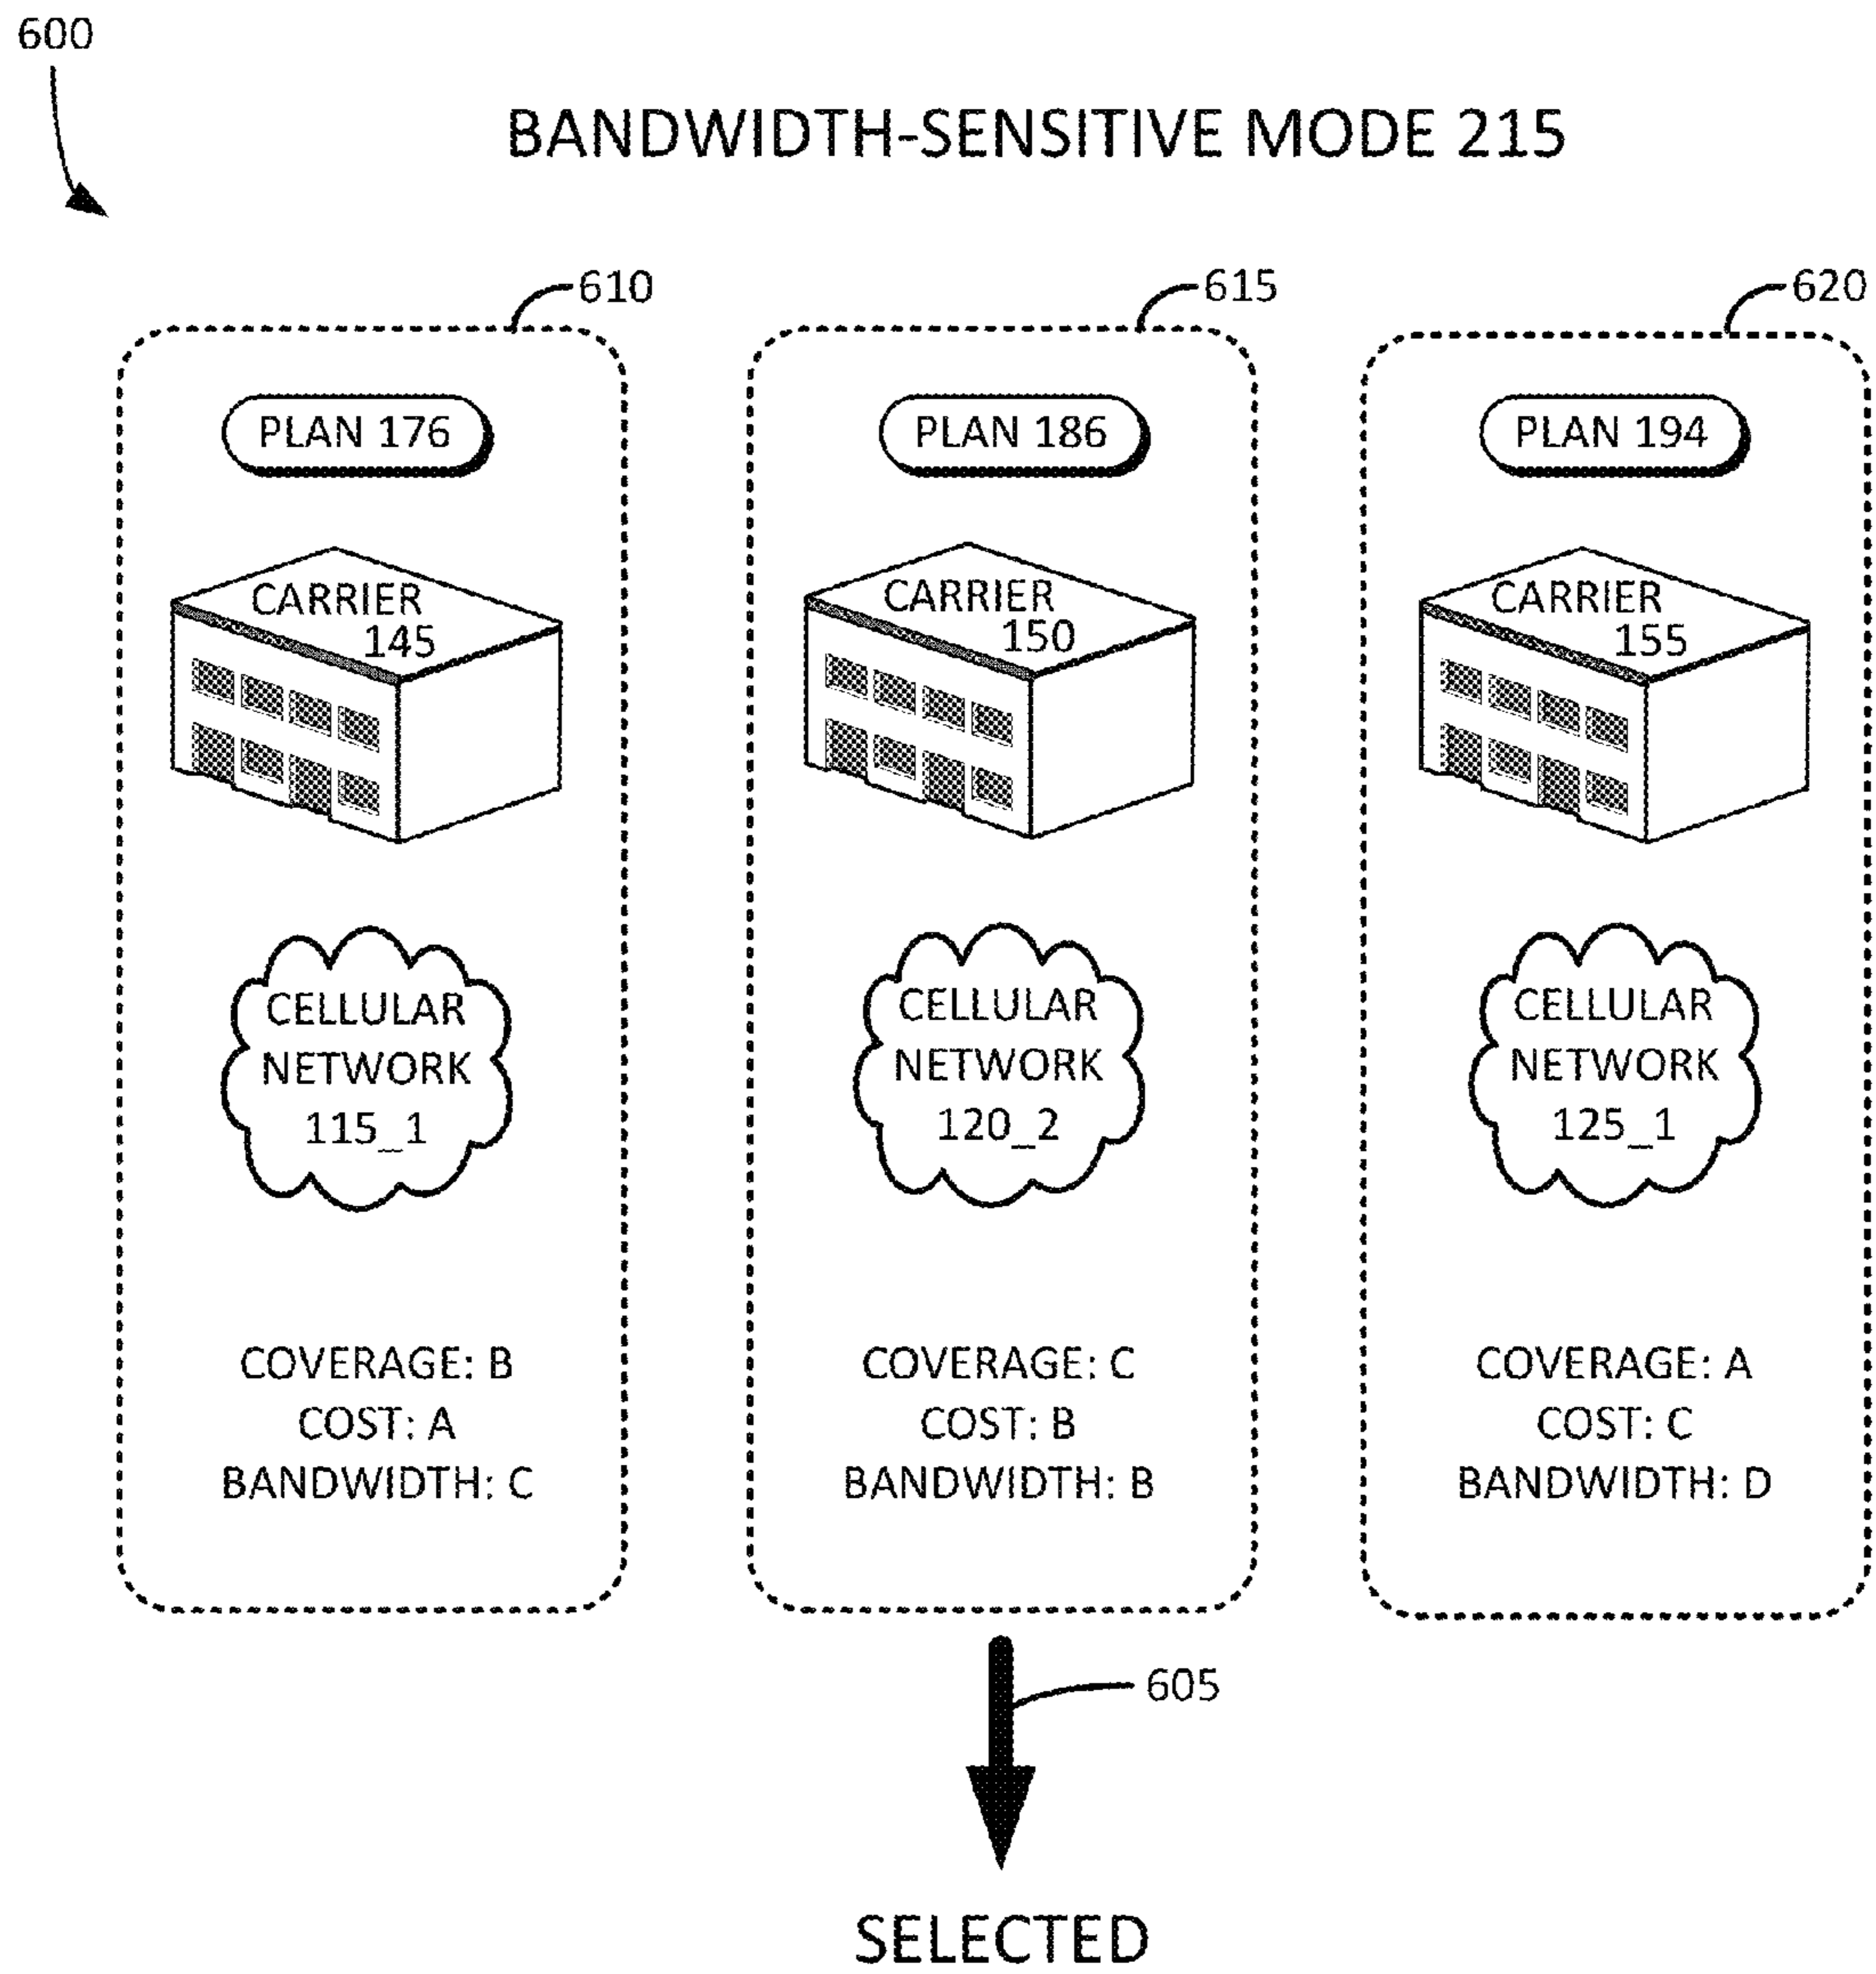 600
BANDWIDTH-SENSITIVE MODE 215
610
615
620
PLAN 176
PLAN 186
PLAN 194
CARRIER
145
CARRIER
150
CARRIER
155
CELLULAR
NETWORK
115_1
CELLULAR
NETWORK
120_2
CELLULAR
NETWORK
125_1
COVERAGE: B
COST: A
BANDWIDTH: C
COVERAGE: C
COST: B
BANDWIDTH: B
COVERAGE: A
COST: C
BANDWIDTH: D
605
SELECTED